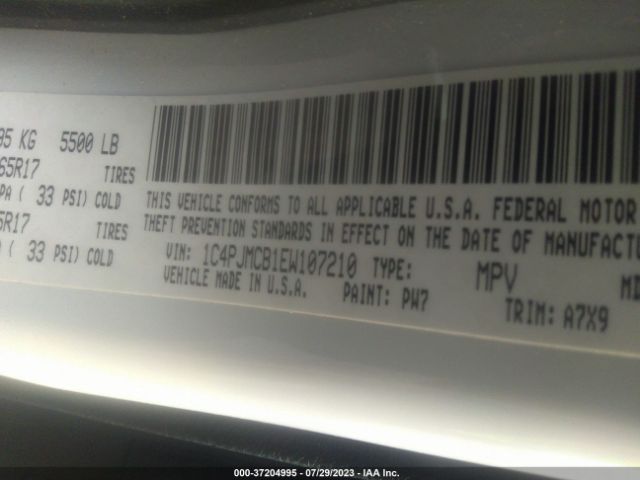 95 KG 5500 LB
65R17 TIRES
PA ( 33 PSI) COLD
5R17 TIRES
( 33 PSI) COLD
THIS VEHICLE CONFORMS TO ALL APPLICABLE U.S.A. FEDERAL MOTOR
THEFT PREVENTION STANDARDS IN EFFECT ON THE DATE OF MANUFACTU
VIN: 1C4PJMCB1EW107210 TYPE: MPV MD
VEHICLE MADE IN U.S.A. PAINT: PW7 TRIM: A7X9
000-37204995 - 07/29/2023 - IAA Inc.